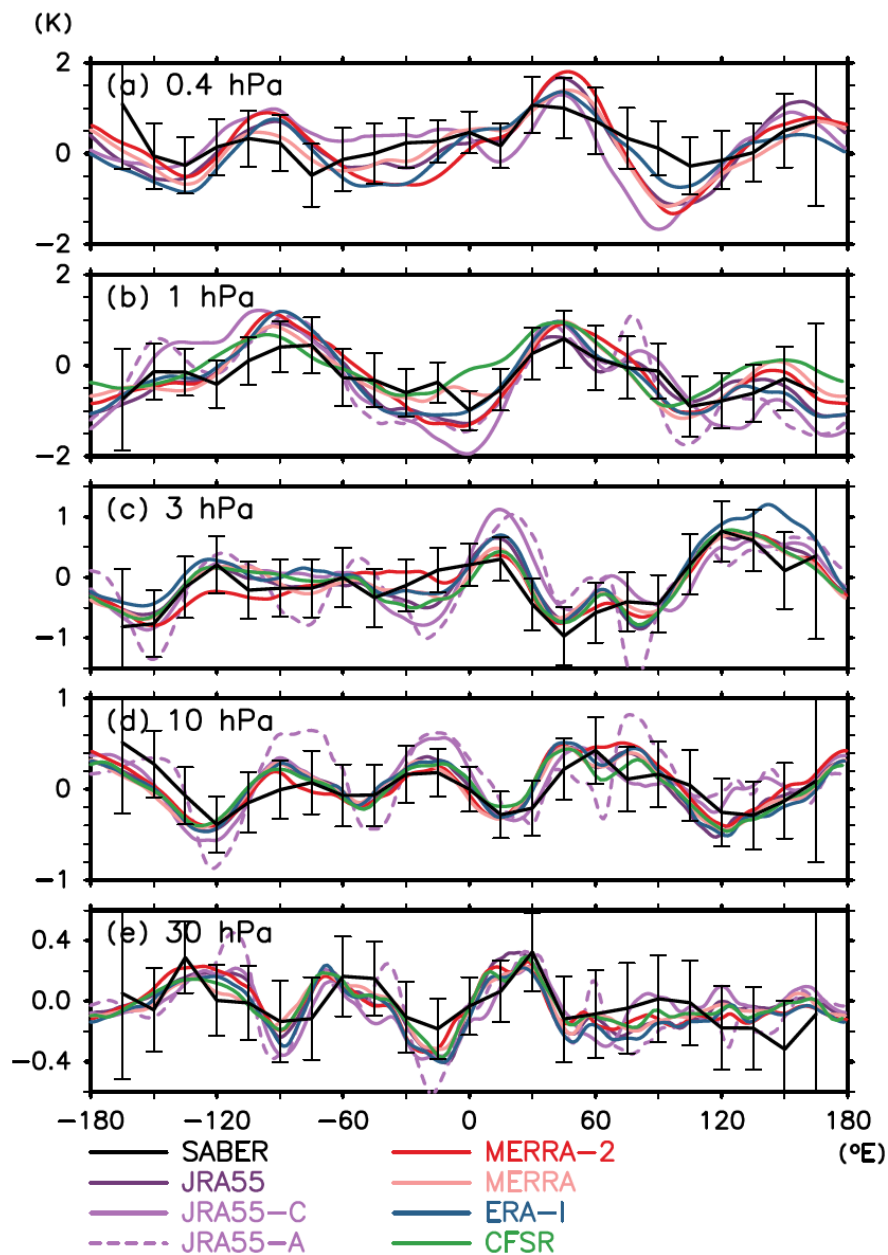 (K)
(a) 0.4 hPa
2
0
−2
(b) 1 hPa
2
0
−2
(c) 3 hPa
1
0
−1
(d) 10 hPa
1
0
−1
(e) 30 hPa
0.4
0.0
−0.4
−180 −120 −60 0 60 120 180
(°E)
SABER
JRA55
JRA55−C
JRA55−A
MERRA−2
MERRA
ERA−I
CFSR